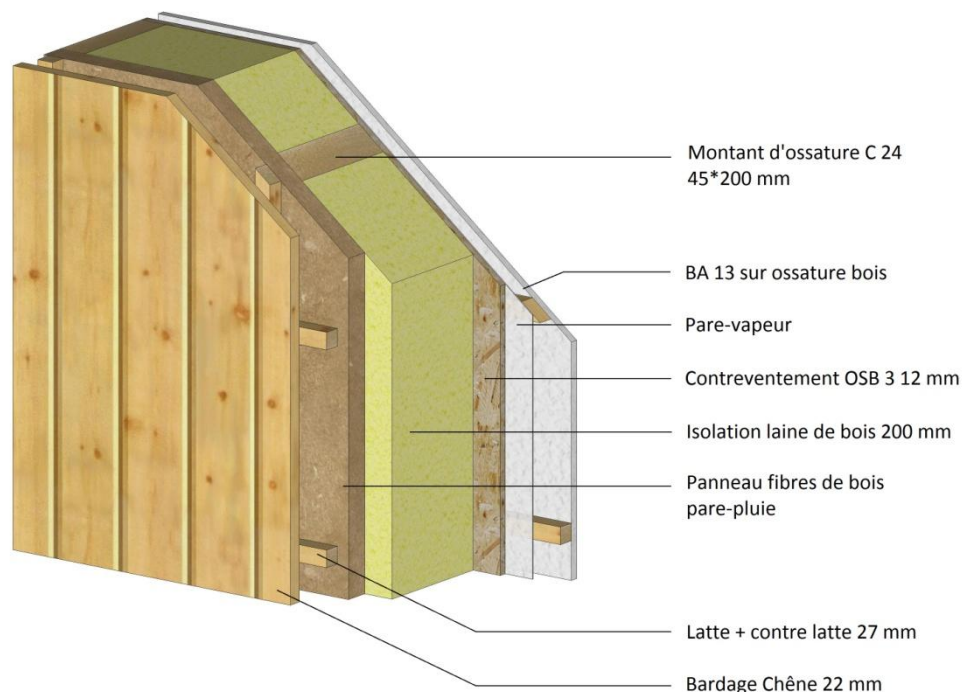 Montant d'ossature C 24
45*200 mm
BA 13 sur ossature bois
Pare-vapeur
Contreventement OSB 3 12 mm
Isolation laine de bois 200 mm
Panneau fibres de bois
pare-pluie
Latte + contre latte 27 mm
Bardage Chêne 22 mm